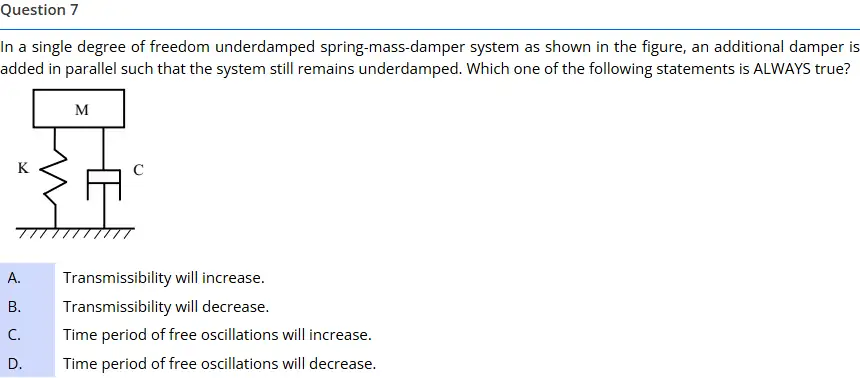 Question 7
In a single degree of freedom underdamped spring-mass-damper system as shown in the figure, an additional damper is
added in parallel such that the system still remains underdamped. Which one of the following statements is ALWAYS true?
M
K
C
A. Transmissibility will increase.
B. Transmissibility will decrease.
C. Time period of free oscillations will increase.
D. Time period of free oscillations will decrease.